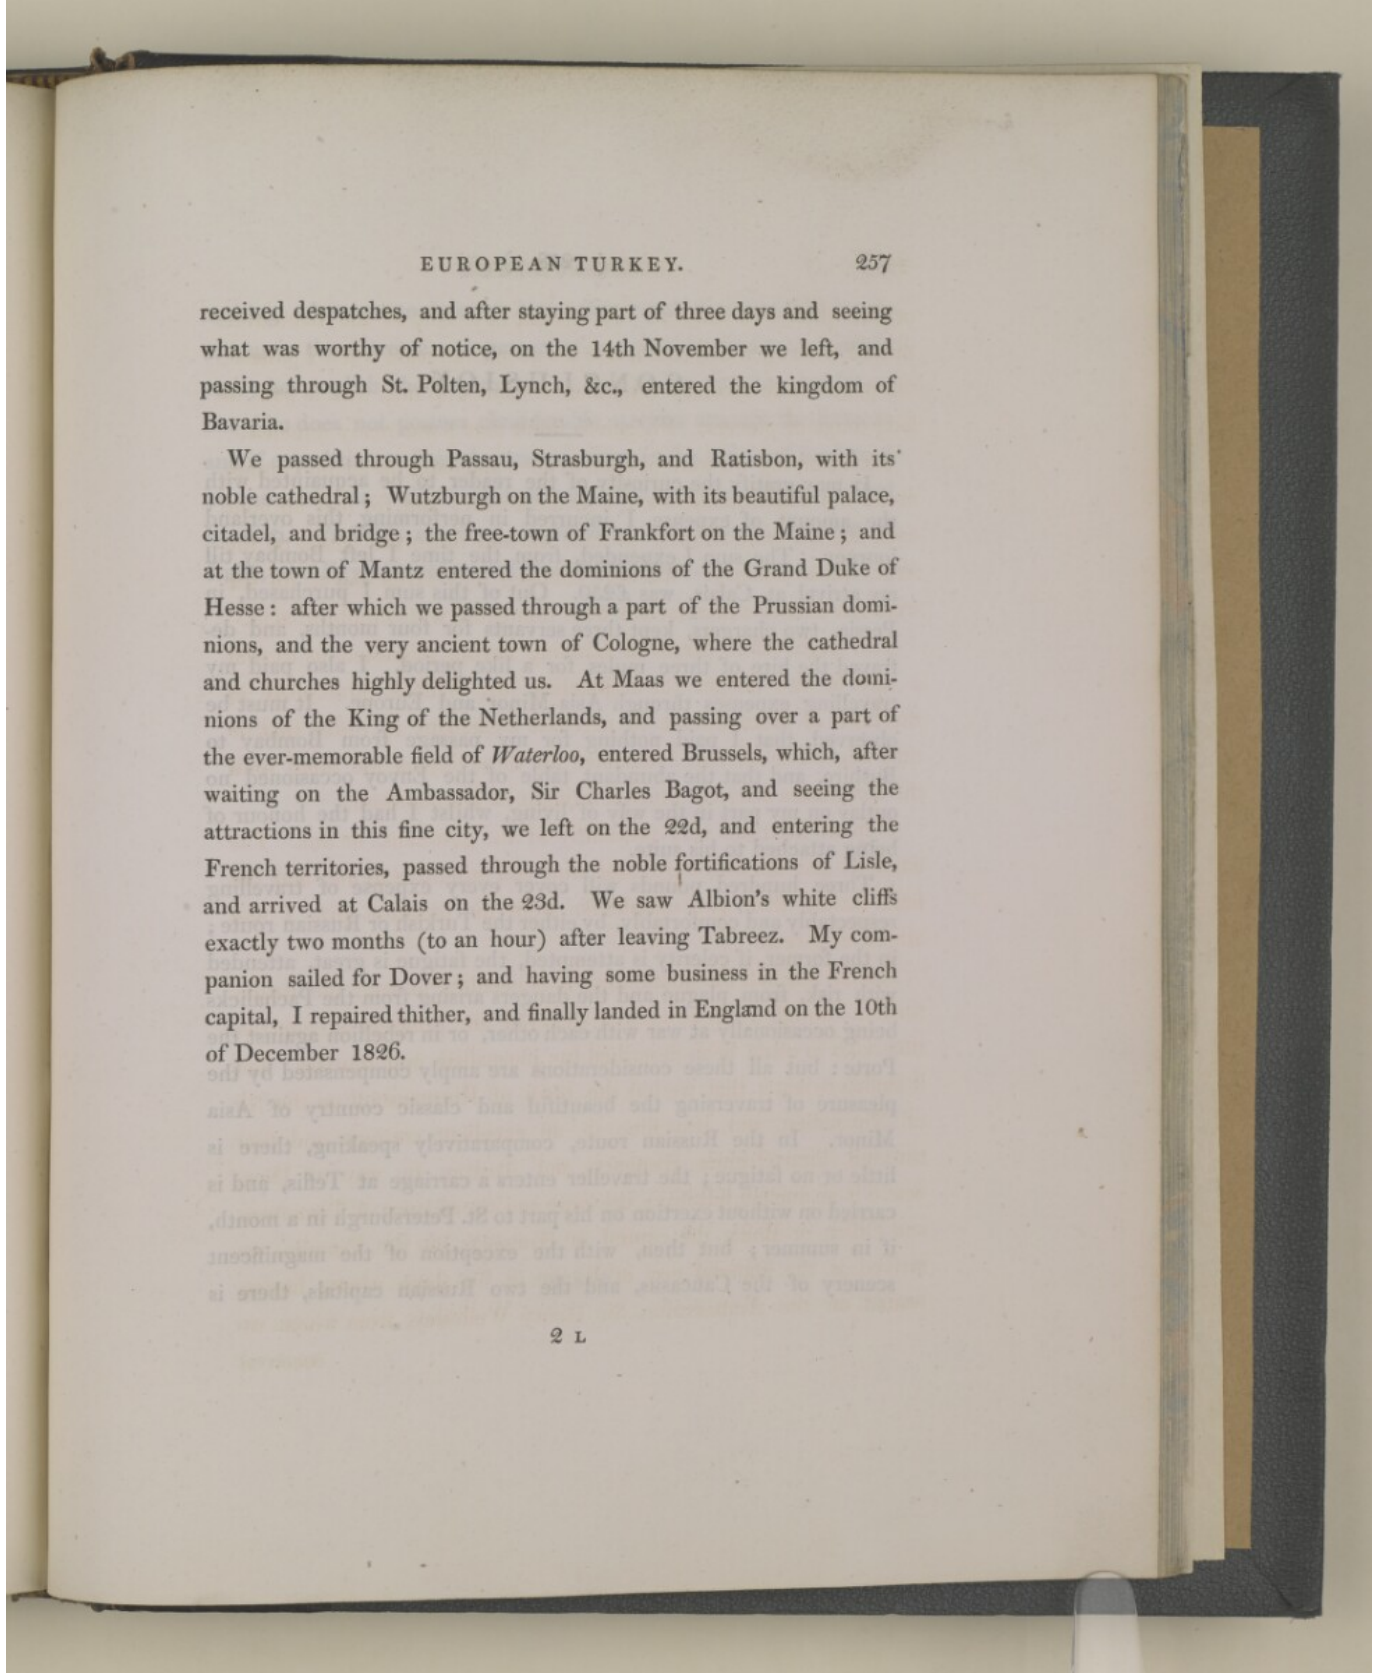 EUROPEAN TURKEY. 257
received despatches, and after staying part of three days and seeing
what was worthy of notice, on the 14th November we left, and
passing through St. Polten, Lynch, &c., entered the kingdom of
Bavaria.
We passed through Passau, Strasburgh, and Ratisbon, with its
noble cathedral; Wutzburgh on the Maine, with its beautiful palace,
citadel, and bridge; the free-town of Frankfort on the Maine; and
at the town of Mantz entered the dominions of the Grand Duke of
Hesse: after which we passed through a part of the Prussian domi-
nions, and the very ancient town of Cologne, where the cathedral
and churches highly delighted us. At Maas we entered the domi-
nions of the King of the Netherlands, and passing over a part of
the ever-memorable field of Waterloo, entered Brussels, which, after
waiting on the Ambassador, Sir Charles Bagot, and seeing the
attractions in this fine city, we left on the 22d, and entering the
French territories, passed through the noble fortifications of Lisle,
and arrived at Calais on the 23d. We saw Albion's white cliffs
exactly two months (to an hour) after leaving Tabreez. My com-
panion sailed for Dover; and having some business in the French
capital, I repaired thither, and finally landed in England on the 10th
of December 1826.
2 L